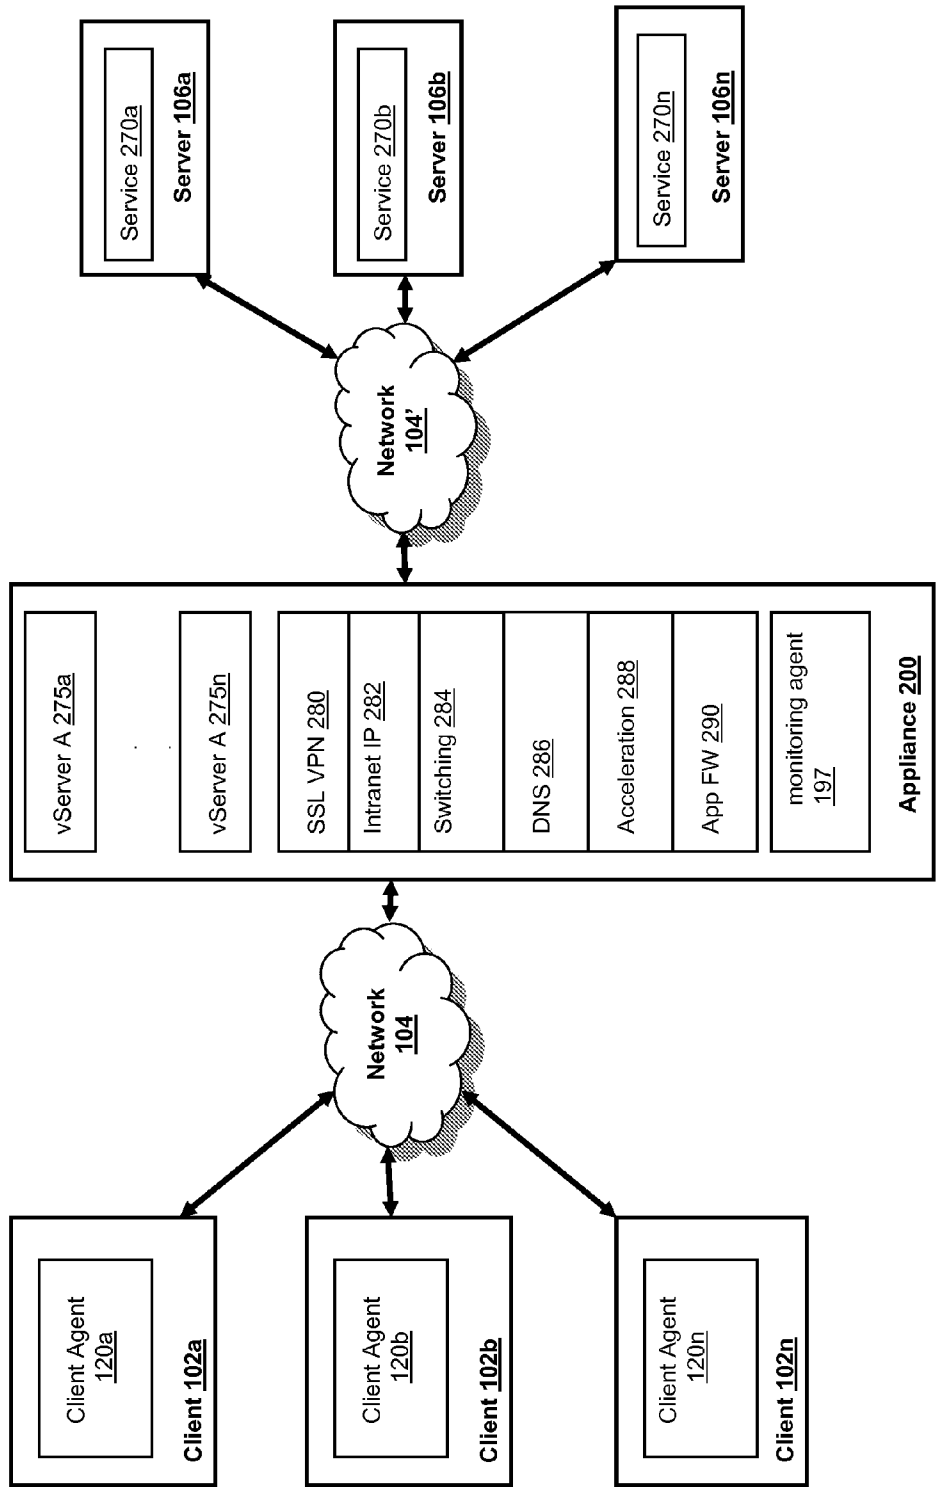 Client Agent
120a
Client 102a
Client Agent
120b
Client 102b
Client Agent
120n
Client 102n
Network
104
vServer A 275a
vServer A 275n
SSL VPN 280
Intranet IP 282
Switching 284
DNS 286
Acceleration 288
App FW 290
monitoring agent
197
Appliance 200
Network
104'
Service 270a
Server 106a
Service 270b
Server 106b
Service 270n
Server 106n